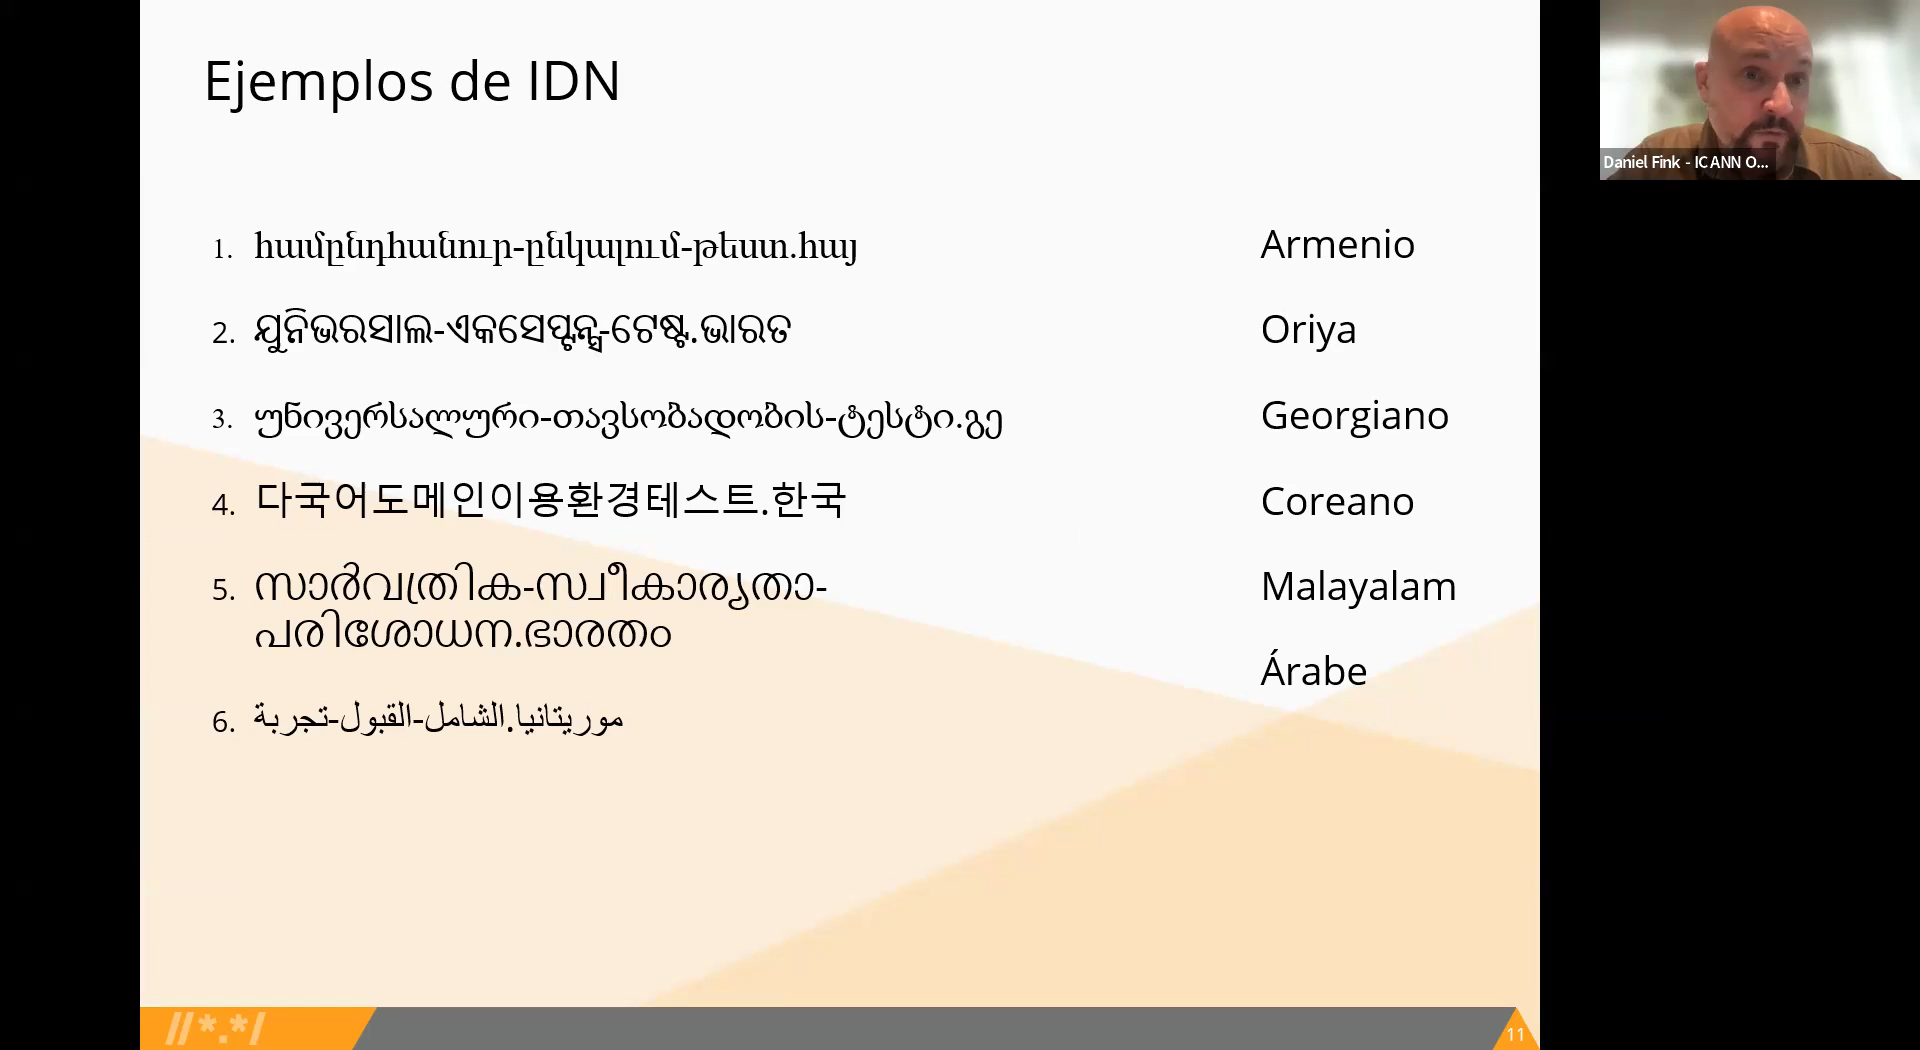 Ejemplos de IDN
1. համընդհանուր-ընկալում-թեստ.հայ
Armenio
2. ଯୁନିଭରସାଲ-ଏକସେପ୍ଟନ୍ସ-ଟେଷ୍ଟ.ଭାରତ
Oriya
3. უნივერსალური-თავსობადობის-ტესტი.გე
Georgiano
4. 다국어도메인이용환경테스트.한국
Coreano
5. സാർവത്രിക-സ്വീകാര്യതാ-
പരിശോധന.ഭാരതം
Malayalam
Árabe
6. تجربة-القبول-الشامل.موريتانيا
//*.*/
11
Daniel Fink - ICANN O...